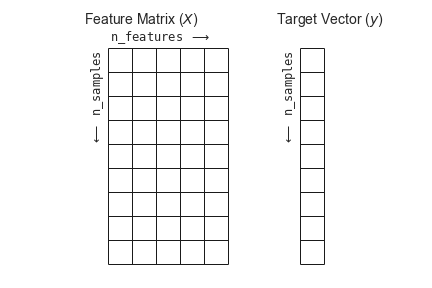 Feature Matrix (X)
n_features ⟶
⟵ n_samples
Target Vector (y)
⟵ n_samples